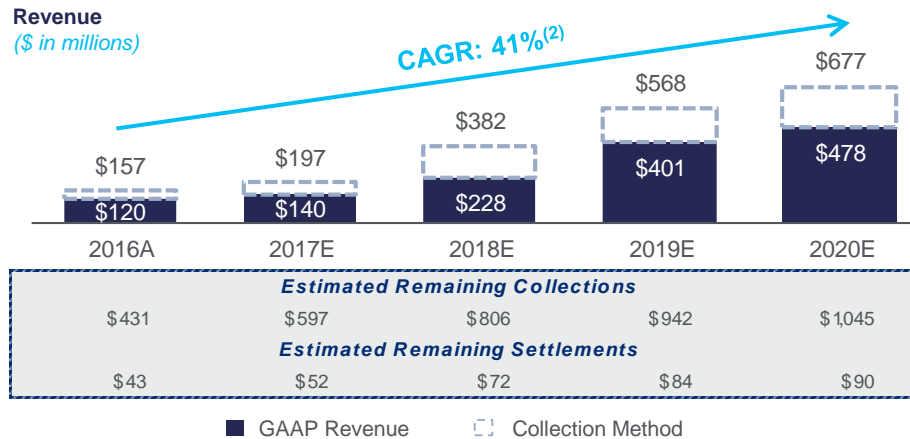 Revenue
($ in millions)
CAGR: 41%(2)
$157 $197 $382 $568 $677
$120 $140 $228 $401 $478
2016A 2017E 2018E 2019E 2020E
Estimated Remaining Collections
$431 $597 $806 $942 $1,045
Estimated Remaining Settlements
$43 $52 $72 $84 $90
GAAP Revenue Collection Method